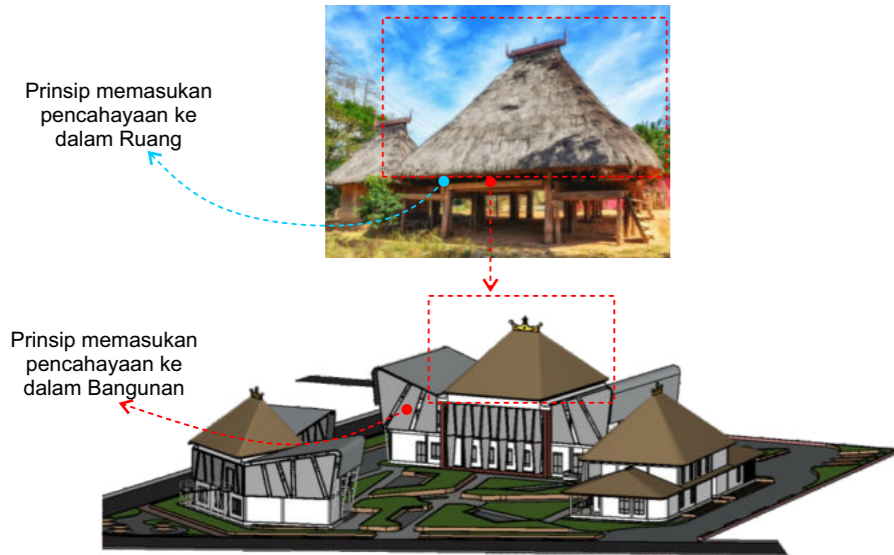 Prinsip memasukan
pencahayaan ke
dalam Ruang
Prinsip memasukan
pencahayaan ke
dalam Bangunan